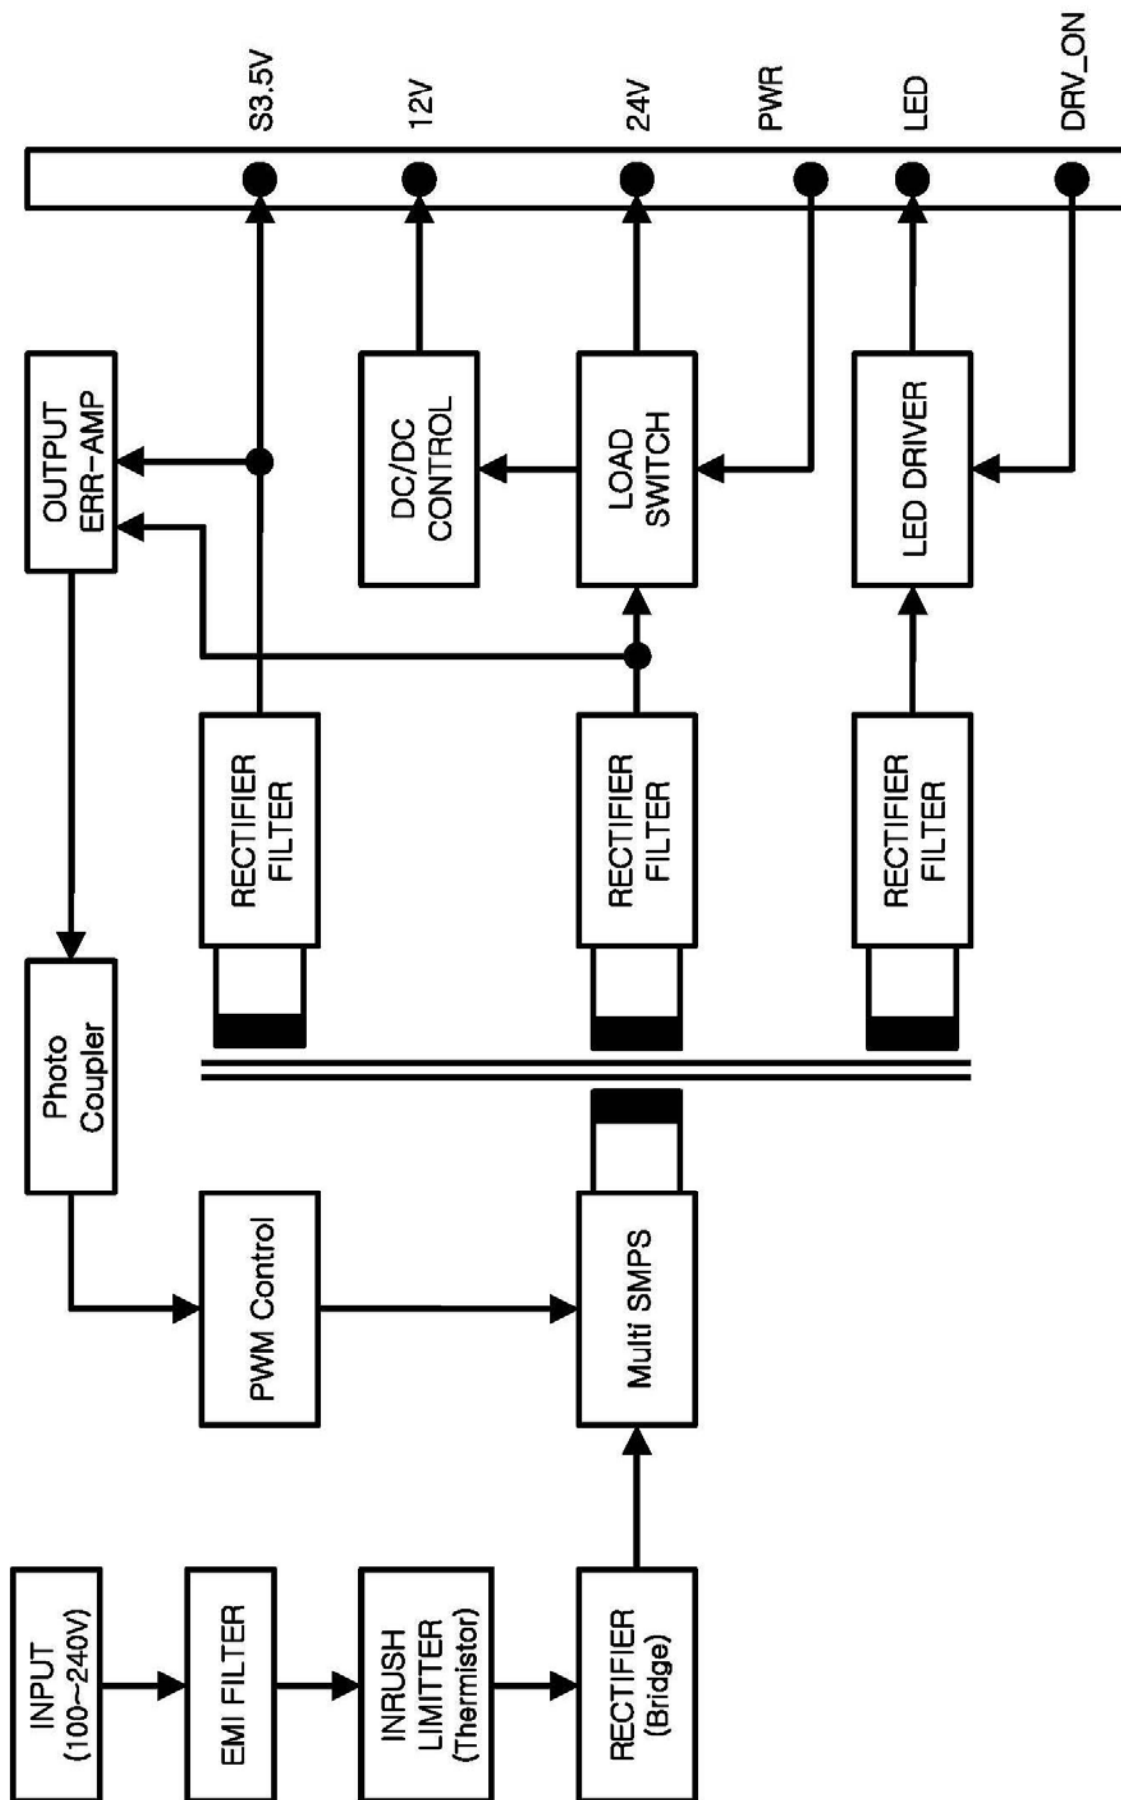 INPUT
(100~240V)
EMI FILTER
INRUSH
LIMITTER
(Thermistor)
RECTIFIER
(Bridge)
Photo
Coupler
PWM Control
Multi SMPS
OUTPUT
ERR-AMP
RECTIFIER
FILTER
RECTIFIER
FILTER
RECTIFIER
FILTER
DC/DC
CONTROL
LOAD
SWITCH
LED DRIVER
S3.5V
12V
24V
PWR
LED
DRV_ON